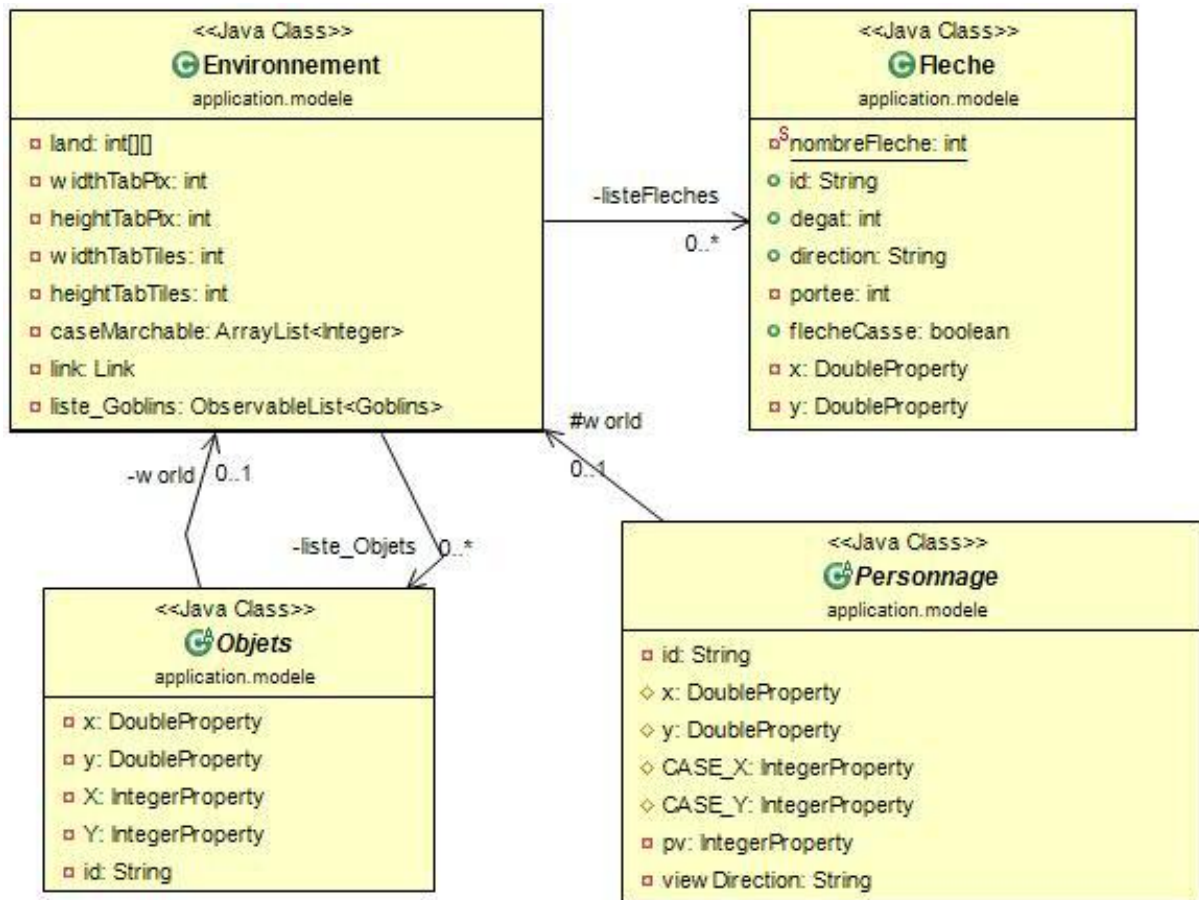 <<Java Class>>
Environnement
application.modele
land: int[][]
widthTabPix: int
heightTabPix: int
widthTabTiles: int
heightTabTiles: int
caseMarchable: ArrayList<Integer>
link: Link
liste_Goblins: ObservableList<Goblins>
-listeFleches
0..*
<<Java Class>>
Fleche
application.modele
nombreFleche: int
id: String
degat: int
direction: String
portee: int
flecheCasse: boolean
x: DoubleProperty
y: DoubleProperty
-world
0..1
-liste_Objets
0..*
#world
0..1
<<Java Class>>
Objets
application.modele
x: DoubleProperty
y: DoubleProperty
X: IntegerProperty
Y: IntegerProperty
id: String
<<Java Class>>
Personnage
application.modele
id: String
x: DoubleProperty
y: DoubleProperty
CASE_X: IntegerProperty
CASE_Y: IntegerProperty
pv: IntegerProperty
viewDirection: String